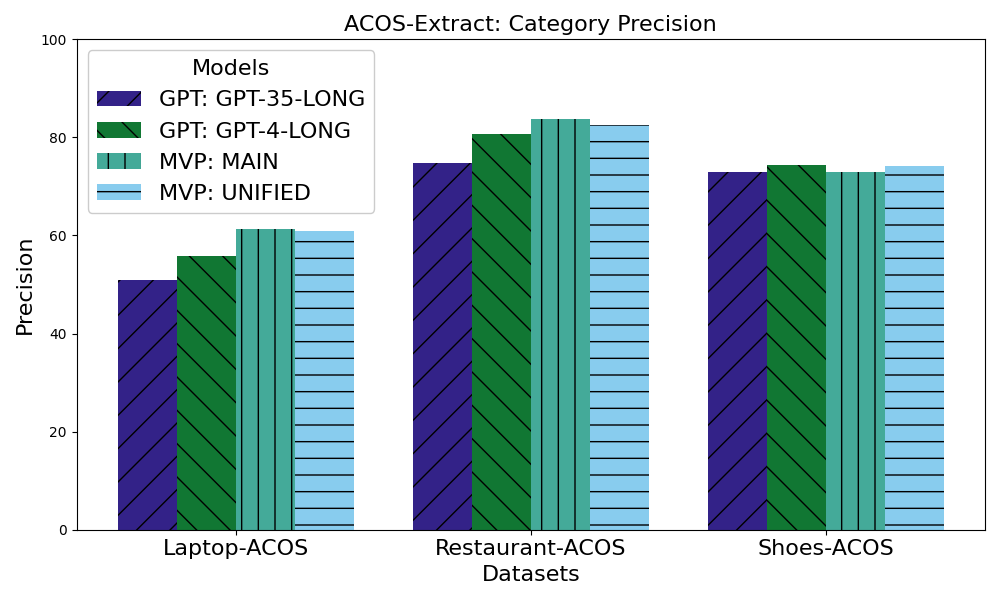 ACOS-Extract: Category Precision
100
80
60
40
20
0
Precision
Models
GPT: GPT-35-LONG
GPT: GPT-4-LONG
MVP: MAIN
MVP: UNIFIED
Laptop-ACOS
Restaurant-ACOS
Shoes-ACOS
Datasets